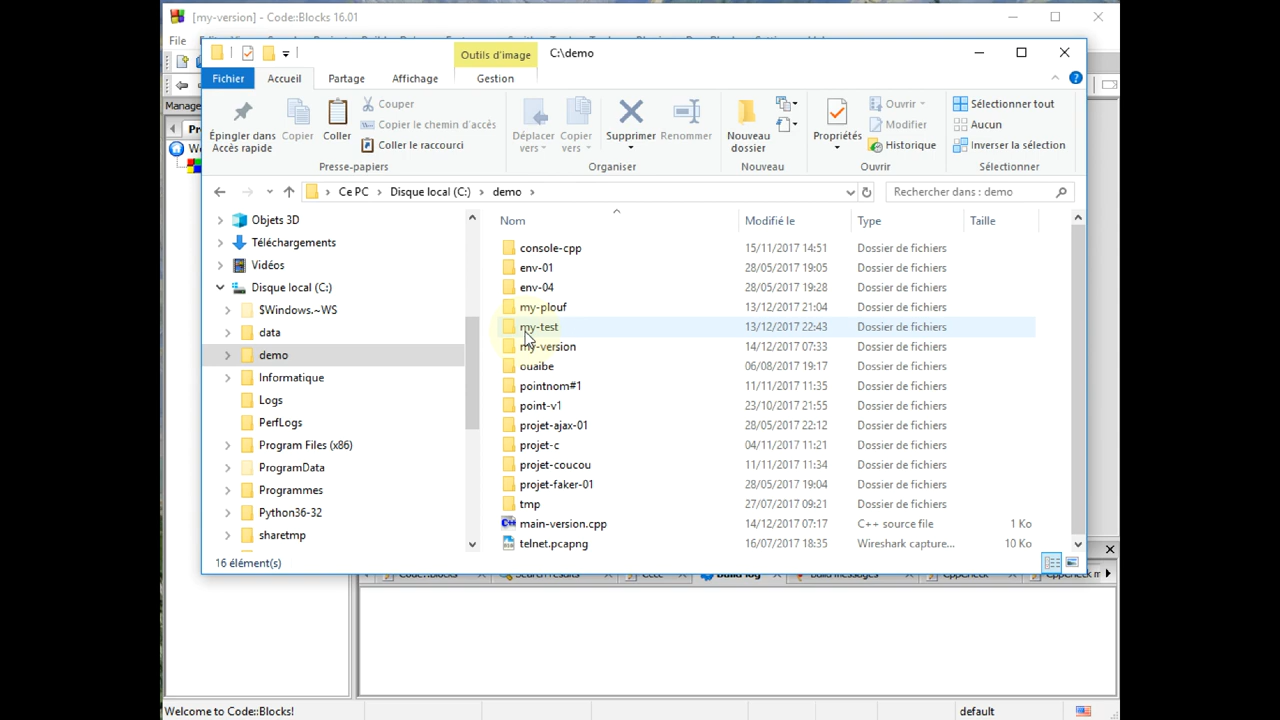 [my-version] - Code::Blocks 16.01
File
Outils d'image
C:\demo
Fichier
Accueil
Partage
Affichage
Gestion
Épingler dans Accès rapide
Copier
Coller
Couper
Copier le chemin d'accès
Coller le raccourci
Presse-papiers
Déplacer vers
Copier vers
Supprimer
Renommer
Organiser
Nouveau dossier
Nouveau
Propriétés
Ouvrir
Modifier
Historique
Ouvrir
Sélectionner tout
Aucun
Inverser la sélection
Sélectionner
Manage
Ce PC > Disque local (C:) > demo >
Rechercher dans : demo
Objets 3D
Téléchargements
Vidéos
Disque local (C:)
$Windows.~WS
data
demo
Informatique
Logs
PerfLogs
Program Files (x86)
ProgramData
Programmes
Python36-32
sharetmp
Nom Modifié le Type Taille
console-cpp 15/11/2017 14:51 Dossier de fichiers
env-01 28/05/2017 19:05 Dossier de fichiers
env-04 28/05/2017 19:28 Dossier de fichiers
my-plouf 13/12/2017 21:04 Dossier de fichiers
my-test 13/12/2017 22:43 Dossier de fichiers
my-version 14/12/2017 07:33 Dossier de fichiers
ouaibe 06/08/2017 19:17 Dossier de fichiers
pointnom#1 11/11/2017 11:35 Dossier de fichiers
point-v1 23/10/2017 21:55 Dossier de fichiers
projet-ajax-01 28/05/2017 22:12 Dossier de fichiers
projet-c 04/11/2017 11:21 Dossier de fichiers
projet-coucou 11/11/2017 11:34 Dossier de fichiers
projet-faker-01 28/05/2017 19:04 Dossier de fichiers
tmp 27/07/2017 09:21 Dossier de fichiers
main-version.cpp 14/12/2017 07:17 C++ source file 1 Ko
telnet.pcapng 16/07/2017 18:35 Wireshark capture... 10 Ko
16 élément(s)
Code::Blocks Search results Cccc Build log Build messages CppCheck CppCheck m
Welcome to Code::Blocks!
default